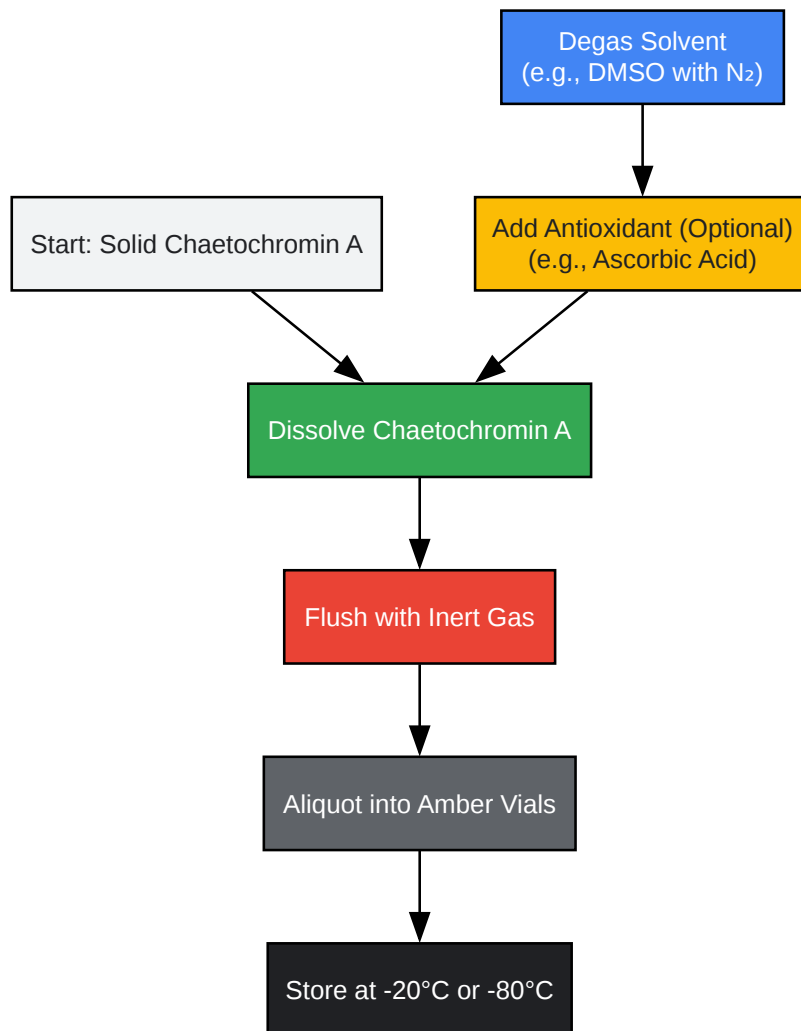 Degas Solvent
(e.g., DMSO with N₂)
Start: Solid Chaetochromin A
Add Antioxidant (Optional)
(e.g., Ascorbic Acid)
Dissolve Chaetochromin A
Flush with Inert Gas
Aliquot into Amber Vials
Store at -20°C or -80°C